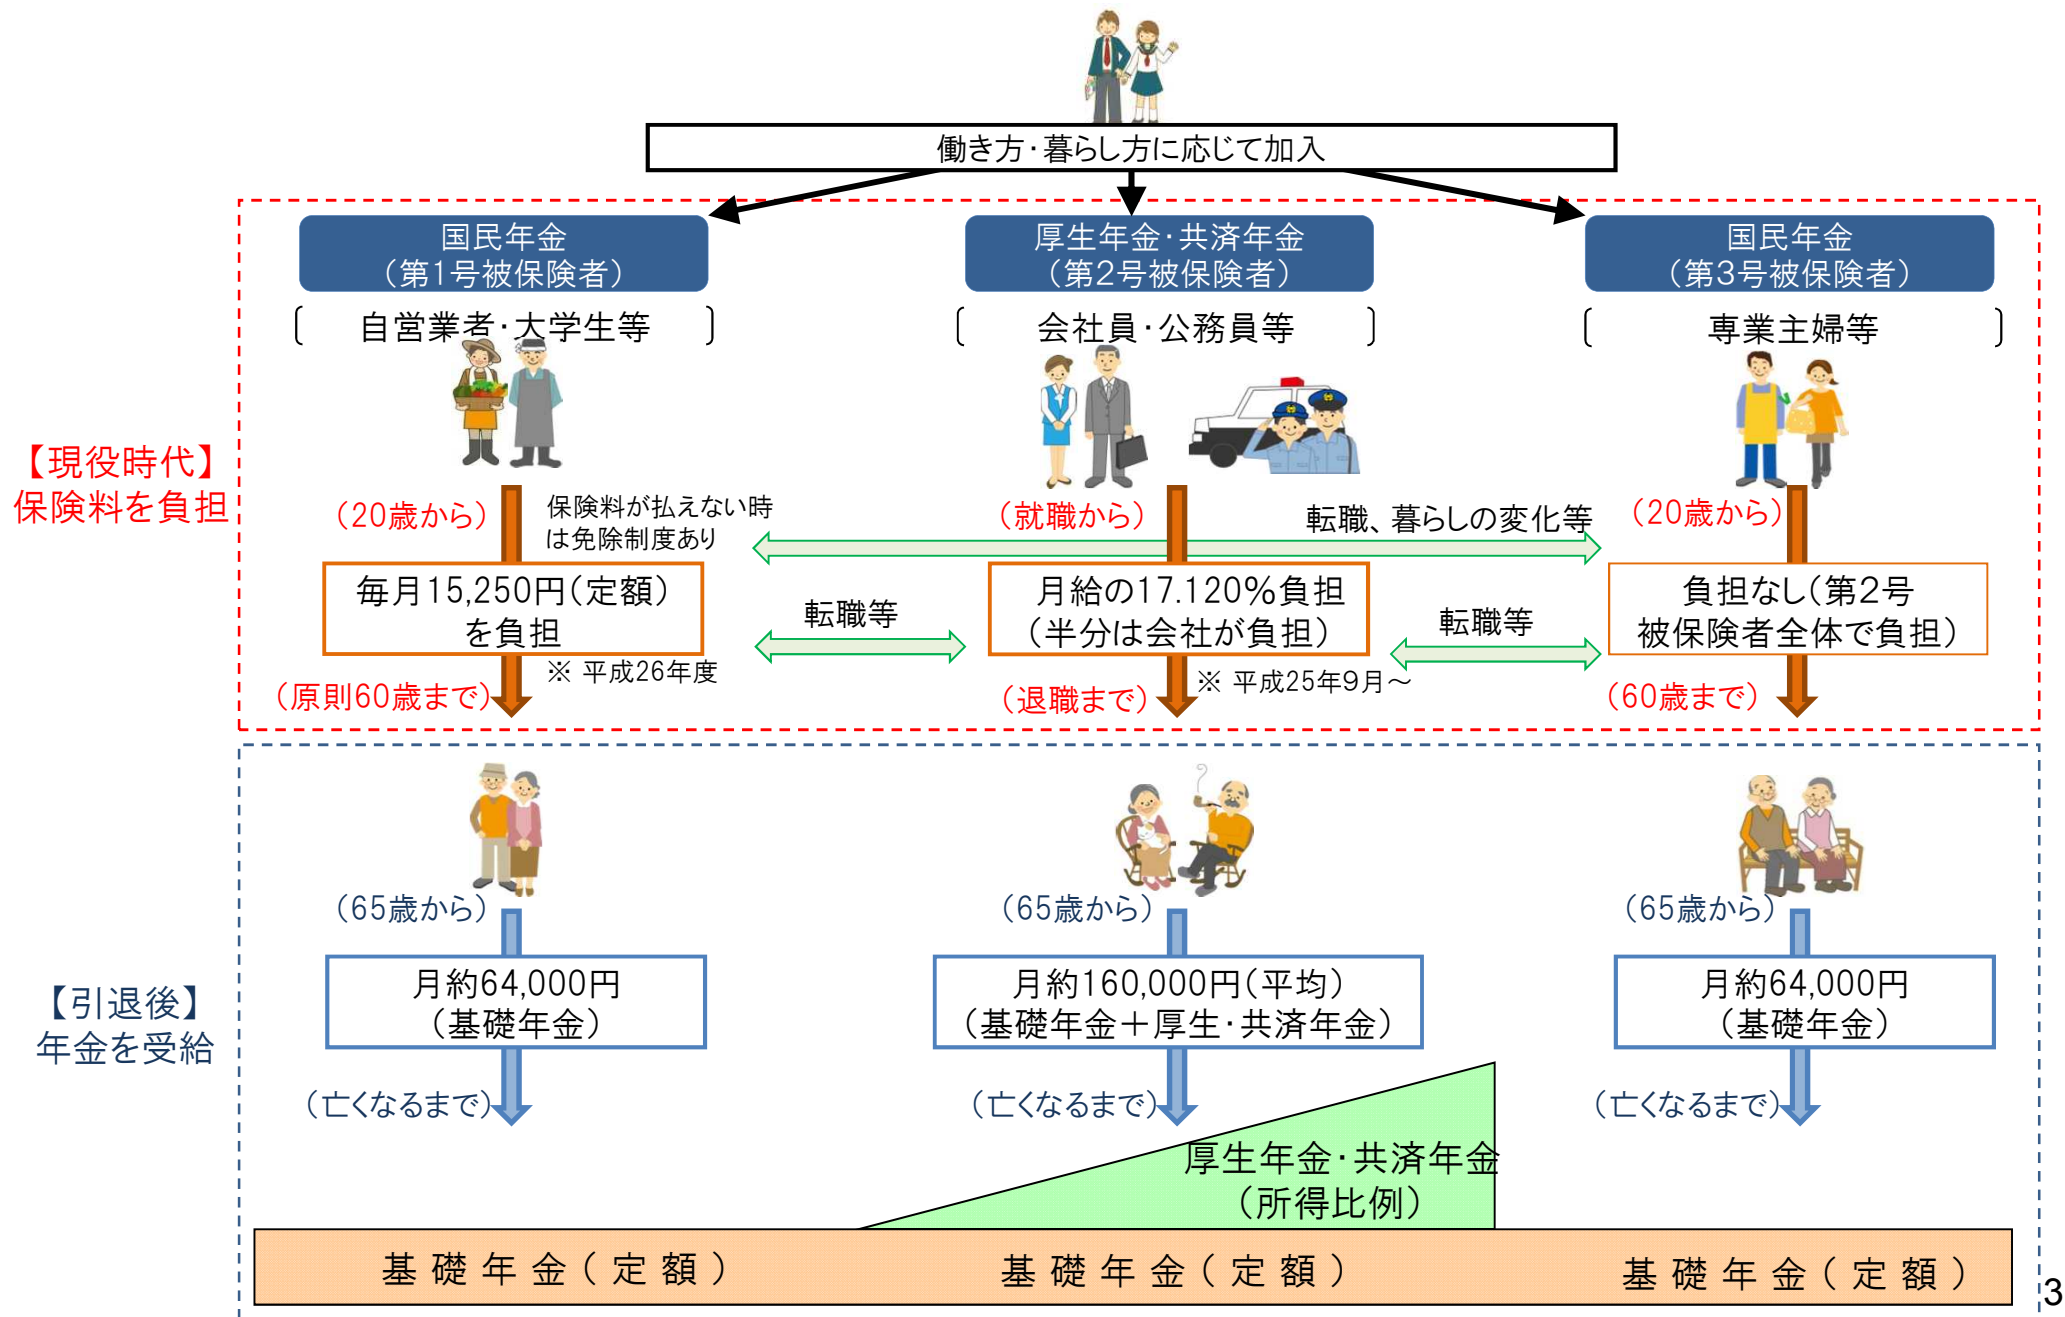 働き方・暮らし方に応じて加入
国民年金
（第1号被保険者）
厚生年金・共済年金
（第2号被保険者）
国民年金
（第3号被保険者）
〔 自営業者・大学生等 〕
〔 会社員・公務員等 〕
〔 専業主婦等 〕
【現役時代】
保険料を負担
（20歳から）
保険料が払えない時
は免除制度あり
（就職から）
転職、暮らしの変化等
（20歳から）
毎月15,250円（定額）
を負担
転職等
月給の17.120％負担
（半分は会社が負担）
転職等
負担なし（第2号
被保険者全体で負担）
※ 平成26年度
（原則60歳まで）
※ 平成25年9月～
（退職まで）
（60歳まで）
（65歳から）
（65歳から）
（65歳から）
【引退後】
年金を受給
月約64,000円
（基礎年金）
月約160,000円（平均）
（基礎年金＋厚生・共済年金）
月約64,000円
（基礎年金）
（亡くなるまで）
（亡くなるまで）
（亡くなるまで）
厚生年金・共済年金
（所得比例）
基礎年金（定額）
基礎年金（定額）
基礎年金（定額）
3